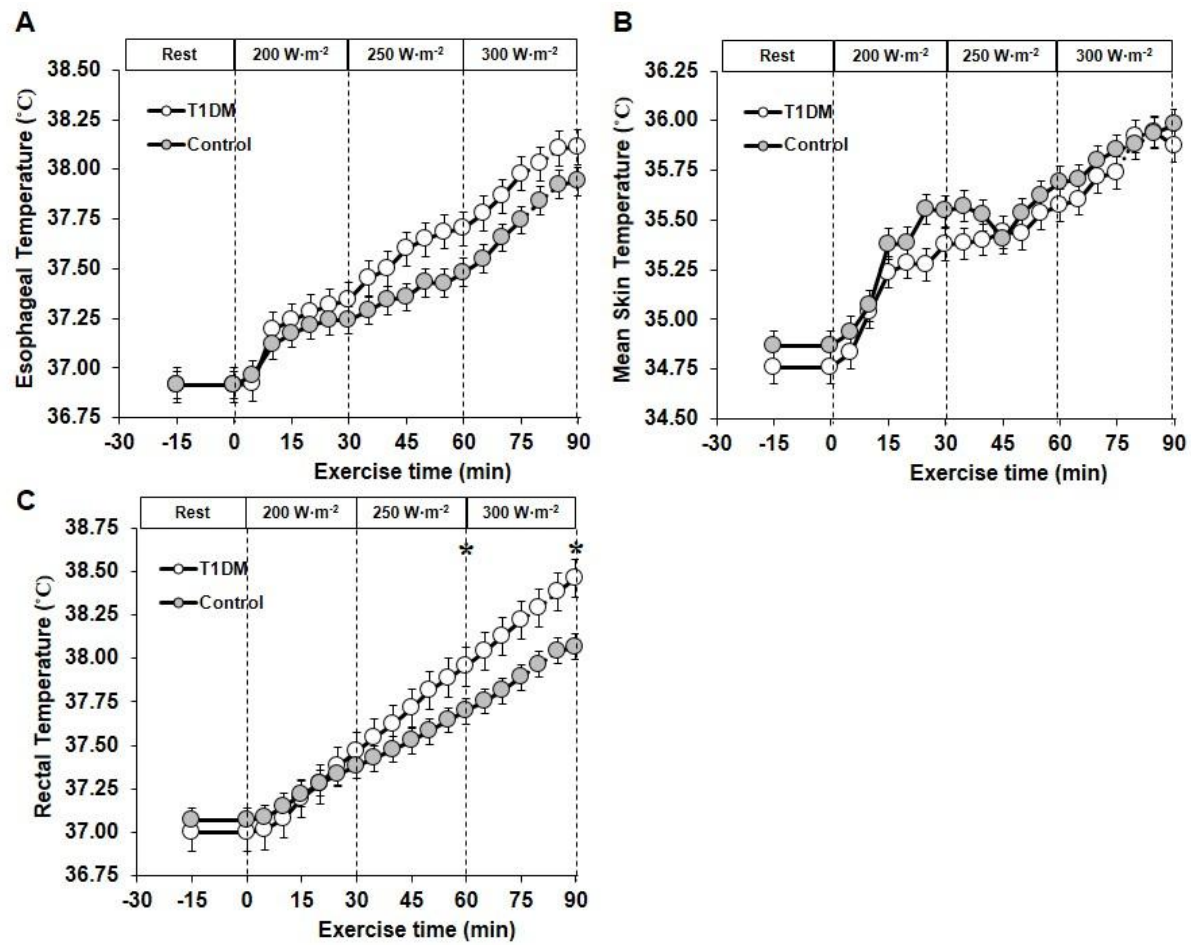 A
Rest 200 W·m-2 250 W·m-2 300 W·m-2
38.50
38.25
38.00
37.75
37.50
37.25
37.00
36.75
T1DM
Control
Esophageal Temperature (°C)
-30 -15 0 15 30 45 60 75 90
Exercise time (min)
B
Rest 200 W·m-2 250 W·m-2 300 W·m-2
36.25
36.00
35.75
35.50
35.25
35.00
34.75
34.50
T1DM
Control
Mean Skin Temperature (°C)
-30 -15 0 15 30 45 60 75 90
Exercise time (min)
C
Rest 200 W·m-2 250 W·m-2 300 W·m-2
38.75
38.50
38.25
38.00
37.75
37.50
37.25
37.00
36.75
* *
T1DM
Control
Rectal Temperature (°C)
-30 -15 0 15 30 45 60 75 90
Exercise time (min)